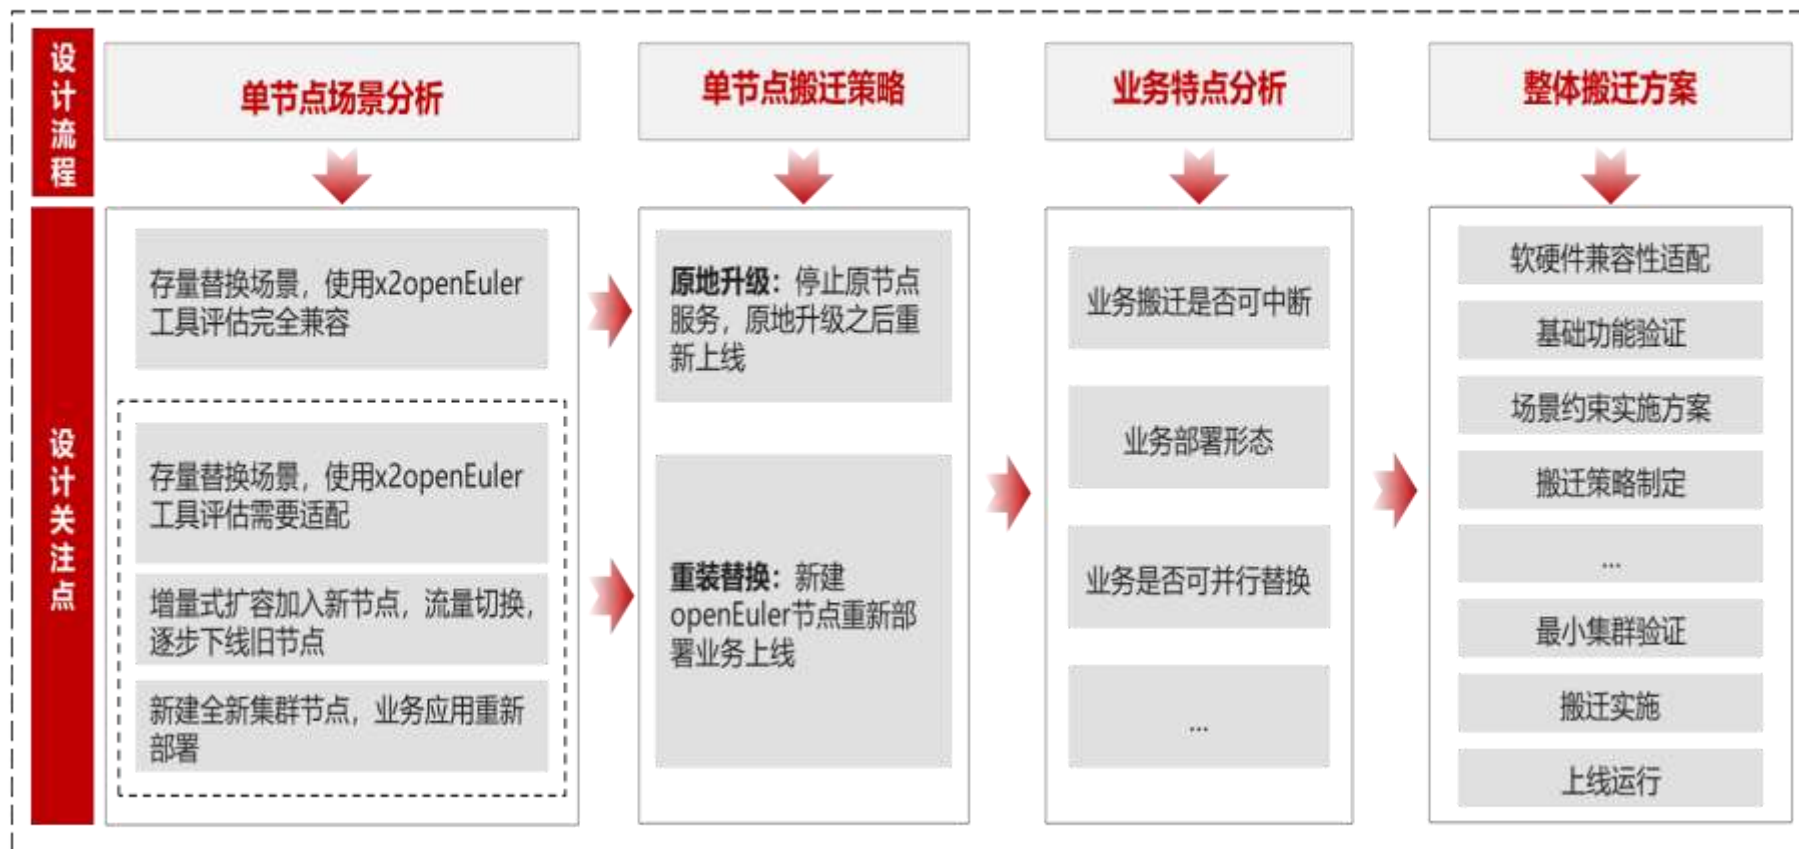 设计流程
单节点场景分析
单节点搬迁策略
业务特点分析
整体搬迁方案
设计关注点
存量替换场景，使用x2openEuler
工具评估完全兼容
存量替换场景，使用x2openEuler
工具评估需要适配
增量式扩容加入新节点，流量切换，
逐步下线旧节点
新建全新集群节点，业务应用重新
部署
原地升级：停止原节点
服务，原地升级之后重
新上线
重装替换：新建
openEuler节点重新部
署业务上线
业务搬迁是否可中断
业务部署形态
业务是否可并行替换
...
软硬件兼容性适配
基础功能验证
场景约束实施方案
搬迁策略制定
...
最小集群验证
搬迁实施
上线运行